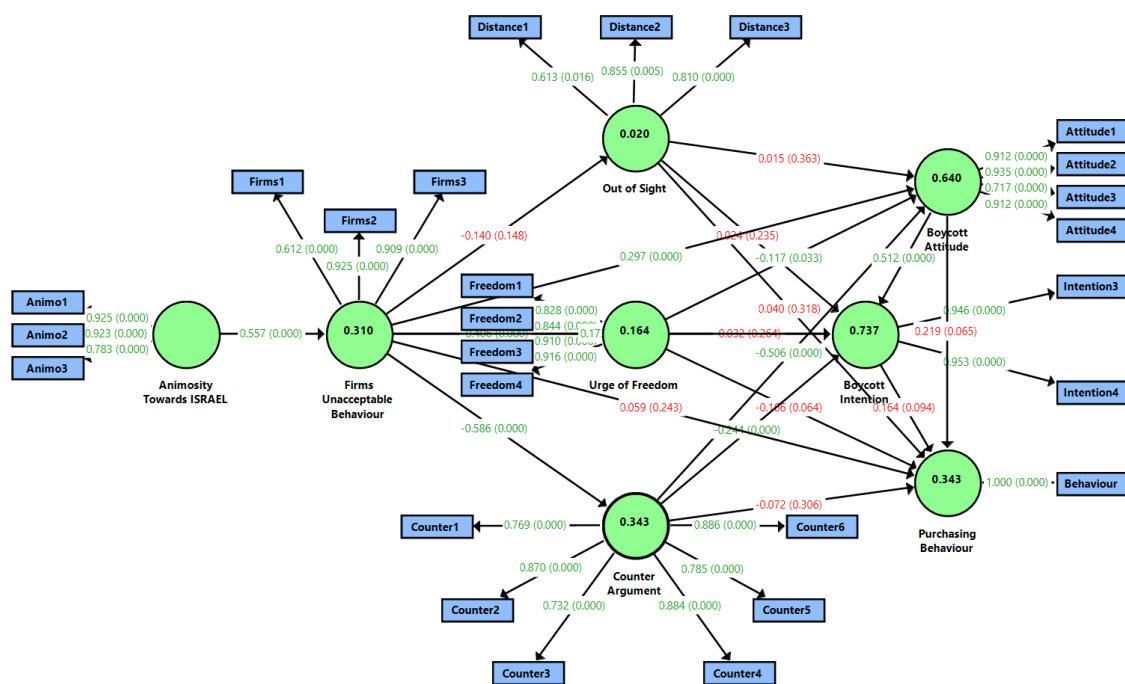 Distance1
Distance2
Distance3
0.613 (0.016)
0.855 (0.005)
0.810 (0.000)
0.020
Out of Sight
Attitude1
Attitude2
Attitude3
Attitude4
0.912 (0.000)
0.935 (0.000)
0.717 (0.000)
0.912 (0.000)
0.015 (0.363)
0.640
Boycott
Attitude
Firms1
Firms2
Firms3
0.612 (0.000)
0.925 (0.000)
0.909 (0.000)
-0.140 (0.148)
0.024 (0.235)
-0.117 (0.033)
0.512 (0.000)
0.297 (0.000)
Freedom1
Freedom2
Freedom3
Freedom4
0.828 (0.000)
0.844 (0.000)
0.910 (0.000)
0.916 (0.000)
0.040 (0.318)
Animo1
Animo2
Animo3
0.925 (0.000)
0.923 (0.000)
0.783 (0.000)
Animosity
Towards ISRAEL
0.557 (0.000)
0.310
Firms
Unacceptable
Behaviour
0.17
0.164
Urge of Freedom
0.032 (0.264)
-0.506 (0.000)
0.737
Boycott
Intention
Intention3
Intention4
0.946 (0.000)
0.953 (0.000)
0.219 (0.065)
0.059 (0.243)
-0.106 (0.064)
0.164 (0.094)
-0.586 (0.000)
-0.244 (0.000)
0.343
Purchasing
Behaviour
1.000 (0.000)
Behaviour
-0.072 (0.306)
0.343
Counter
Argument
Counter1
0.769 (0.000)
0.886 (0.000)
Counter6
0.870 (0.000)
0.785 (0.000)
Counter2
Counter5
0.732 (0.000)
0.884 (0.000)
Counter3
Counter4